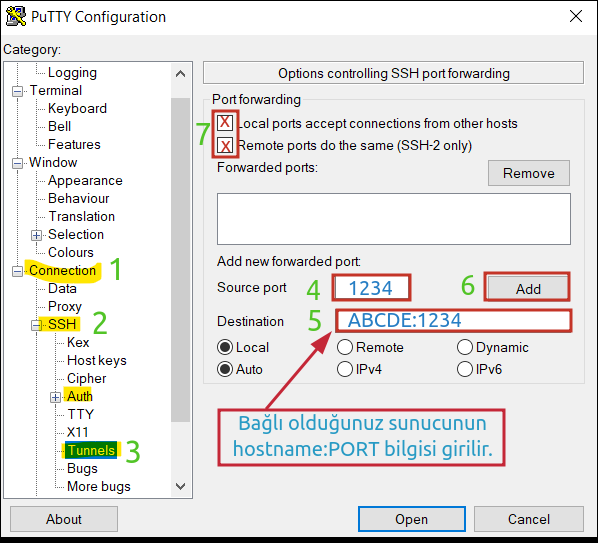 PuTTY Configuration
Category:
Logging
Terminal
Keyboard
Bell
Features
Window
Appearance
Behaviour
Translation
Selection
Colours
Connection 1
Data
Proxy
SSH 2
Kex
Host keys
Cipher
Auth
TTY
X11
Tunnels 3
Bugs
More bugs
Options controlling SSH port forwarding
Port forwarding
7
X Local ports accept connections from other hosts
X Remote ports do the same (SSH-2 only)
Forwarded ports:
Remove
Add new forwarded port:
Source port 4 1234 6 Add
Destination 5 ABCDE:1234
Local Remote Dynamic
Auto IPv4 IPv6
Bağlı olduğunuz sunucunun
hostname:PORT bilgisi girilir.
About Open Cancel